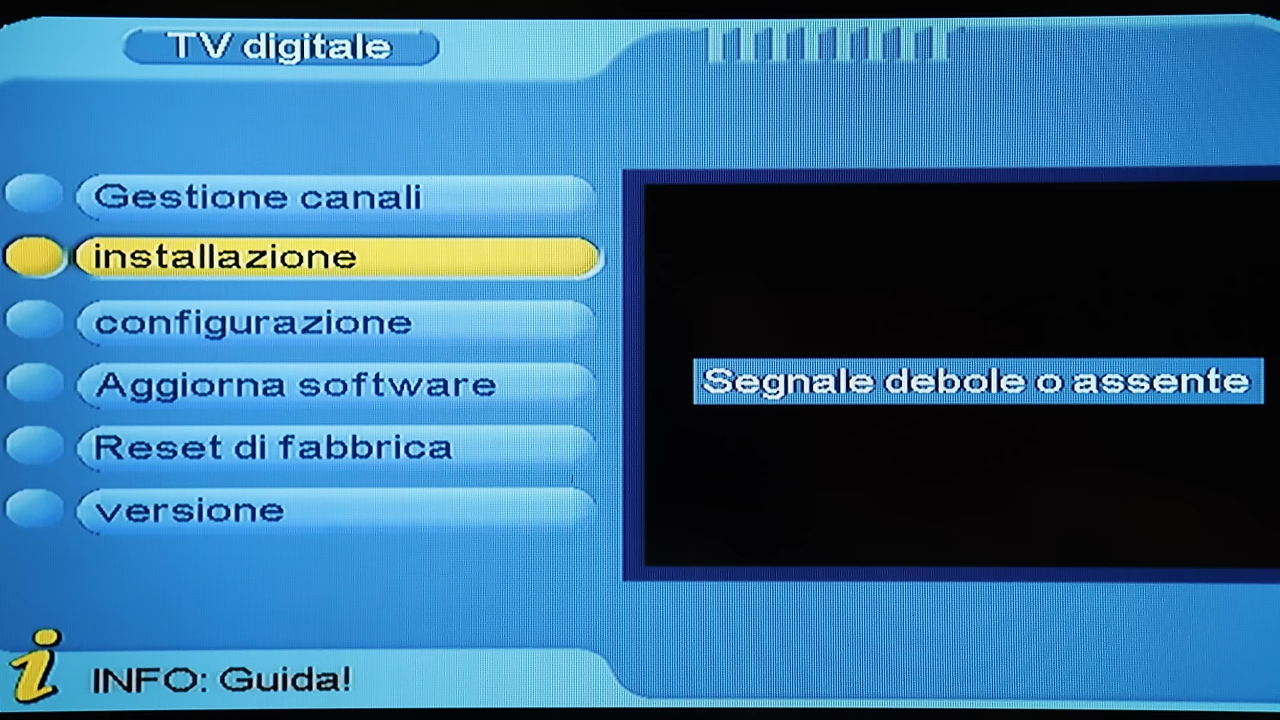 TV digitale
Gestione canali
installazione
configurazione
Aggiorna software
Reset di fabbrica
versione
Segnale debole o assente
i
INFO: Guida!